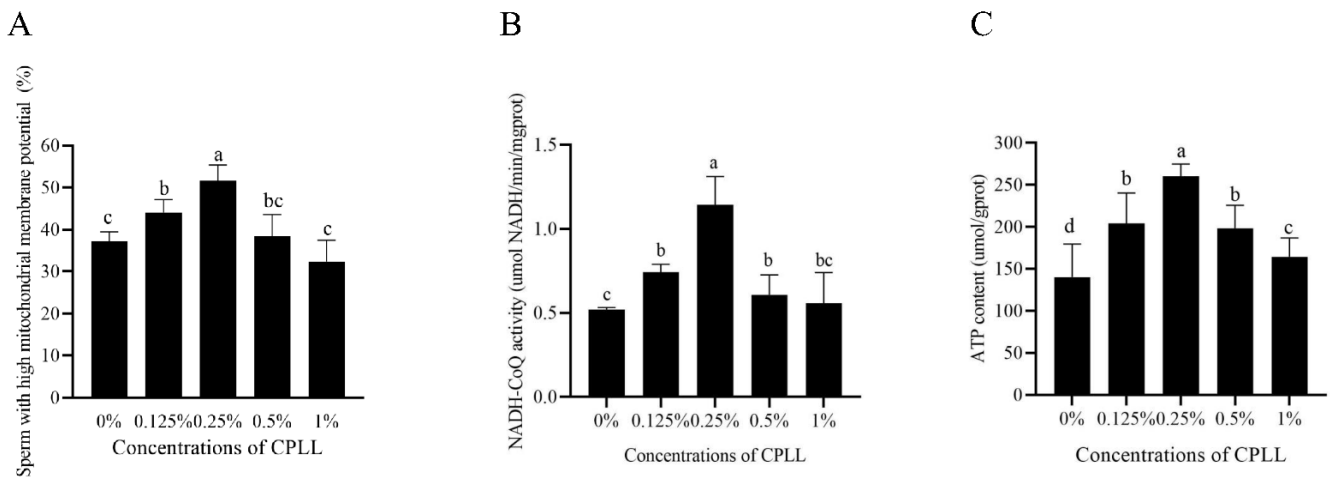 A
Sperm with high mitochondrial membrane potential (%)
60
50
40
30
20
10
0
c
b
a
bc
c
0% 0.125% 0.25% 0.5% 1%
Concentrations of CPLL
B
NADH-CoQ activity (umol NADH/min/mgprot)
1.5
1.0
0.5
0.0
c
b
a
b
bc
0% 0.125% 0.25% 0.5% 1%
Concentrations of CPLL
C
ATP content (umol/gprot)
300
250
200
150
100
50
0
d
b
a
b
c
0% 0.125% 0.25% 0.5% 1%
Concentrations of CPLL